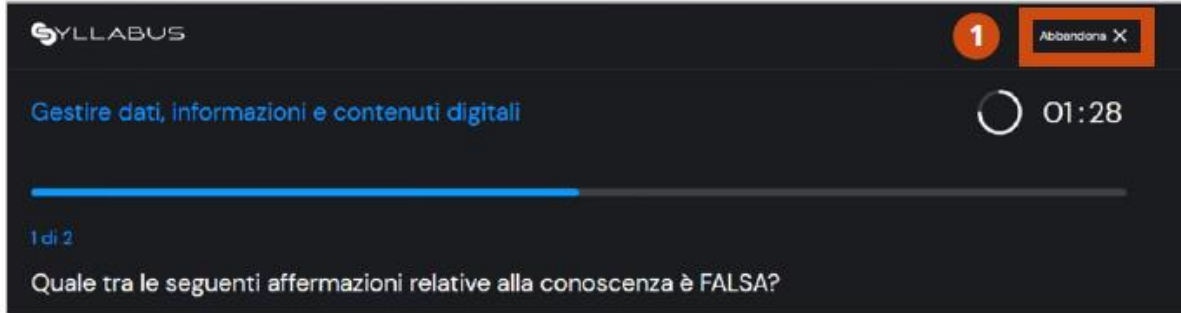 SYLLABUS
1
Abbandona X
Gestire dati, informazioni e contenuti digitali
01:28
1 di 2
Quale tra le seguenti affermazioni relative alla conoscenza è FALSA?